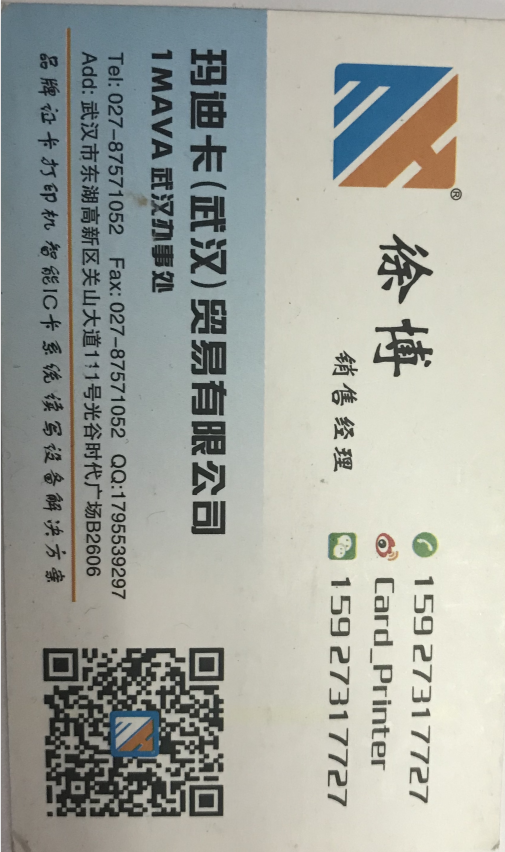 ®
徐博
销售经理
15927317727
Card_Printer
15927317727
玛迪卡(武汉)贸易有限公司
1MAVA 武汉办事处
Tel: 027-87571052 Fax: 027-87571052 QQ:1795539297
Add: 武汉市东湖高新区关山大道111号光谷时代广场B2606
品牌证卡打印机智能IC卡系统读写设备解决方案